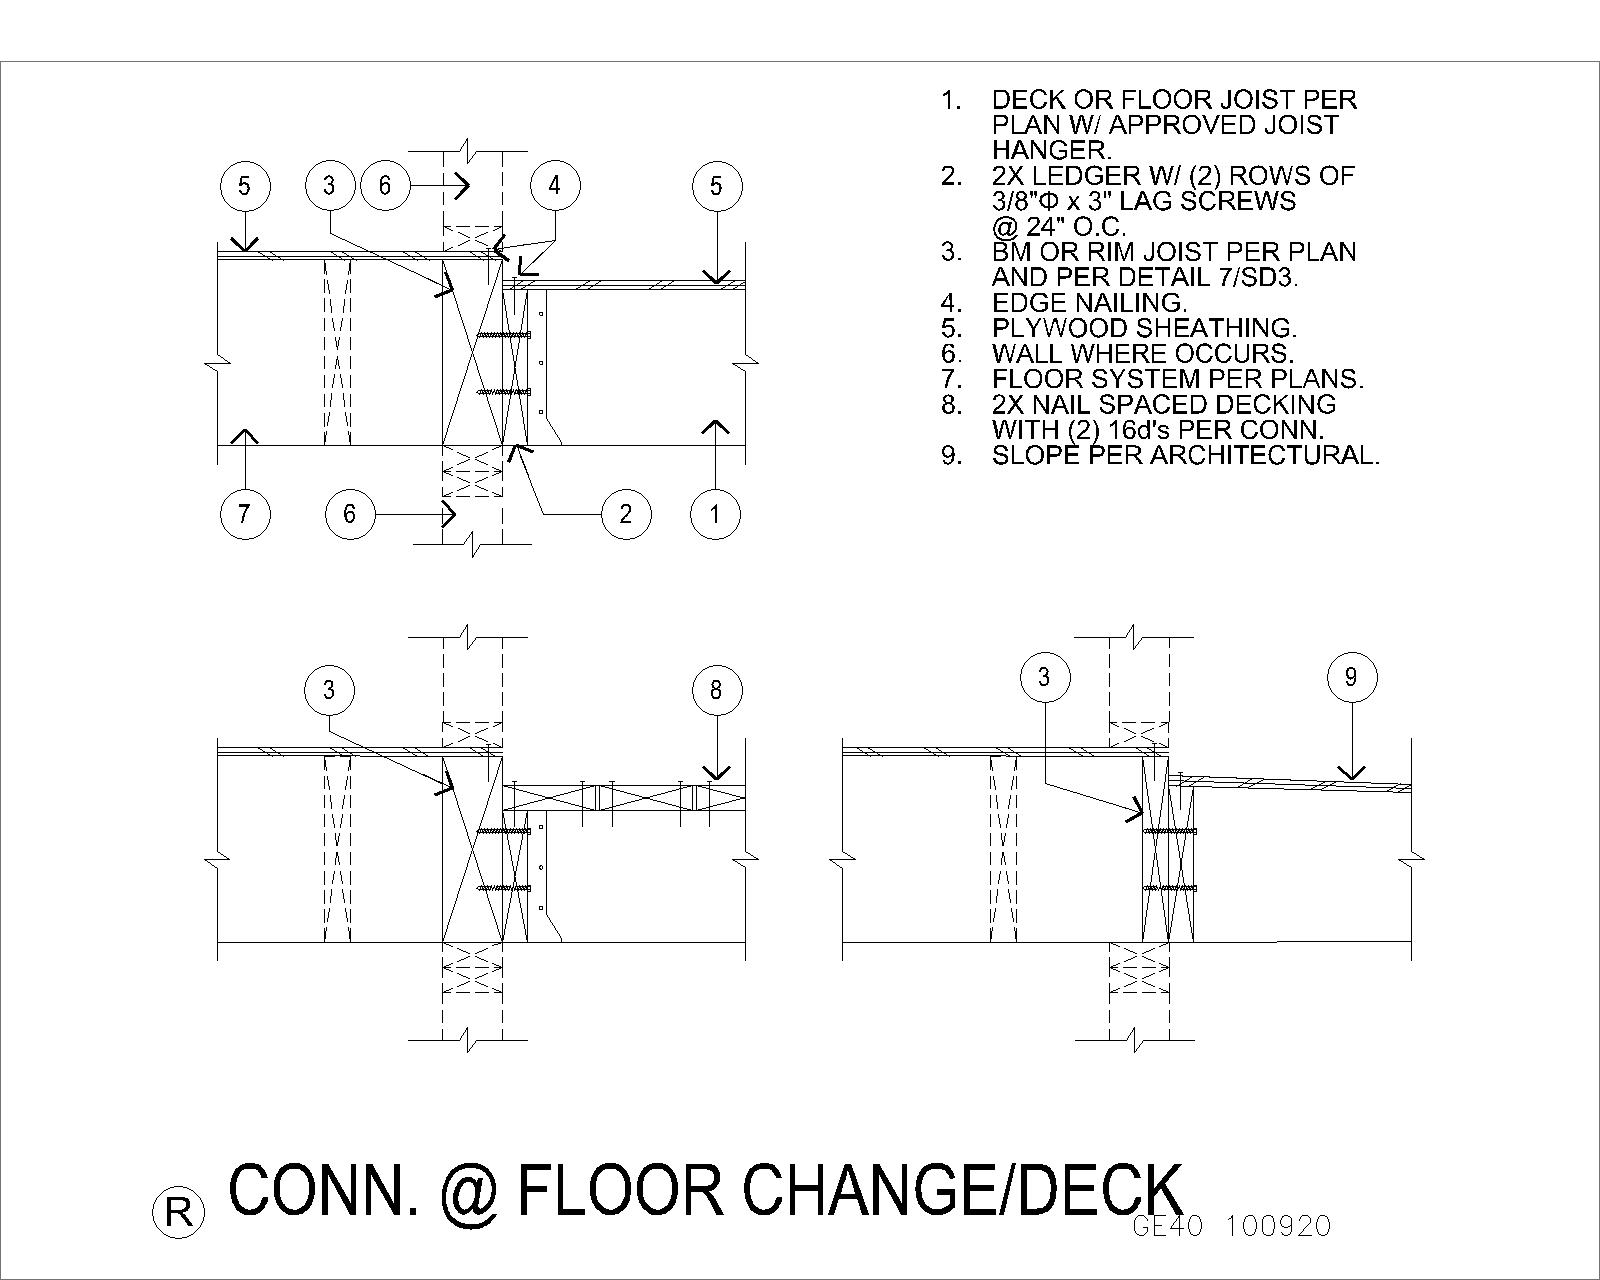 1. DECK OR FLOOR JOIST PER
PLAN W/ APPROVED JOIST
HANGER.
2. 2X LEDGER W/ (2) ROWS OF
3/8"Φ x 3" LAG SCREWS
@ 24" O.C.
3. BM OR RIM JOIST PER PLAN
AND PER DETAIL 7/SD3.
4. EDGE NAILING.
5. PLYWOOD SHEATHING.
6. WALL WHERE OCCURS.
7. FLOOR SYSTEM PER PLANS.
8. 2X NAIL SPACED DECKING
WITH (2) 16d's PER CONN.
9. SLOPE PER ARCHITECTURAL.
5 3 6 4 5
7 6 2 1
3 8
3 9
R CONN. @ FLOOR CHANGE/DECK
GE40 100920